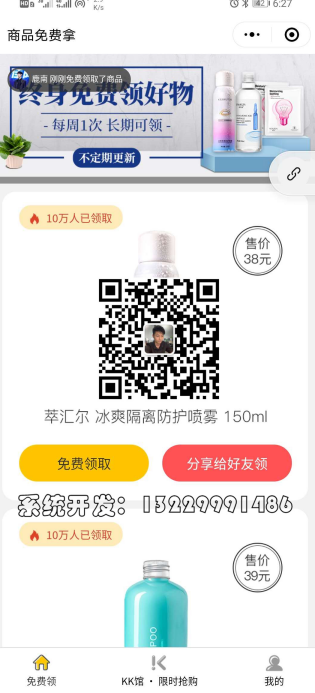 HD
K/s
42
6:27
商品免费拿
鹿南 刚刚免费领取了商品
终身免费领好物
- 每周1次 长期可领 -
不定期更新
10万人已领取
售价
38元
萃汇尔 冰爽隔离防护喷雾 150ml
免费领取
分享给好友领
系统开发：13229991486
10万人已领取
售价
39元
POO
免费领
KK馆 · 限时抢购
我的